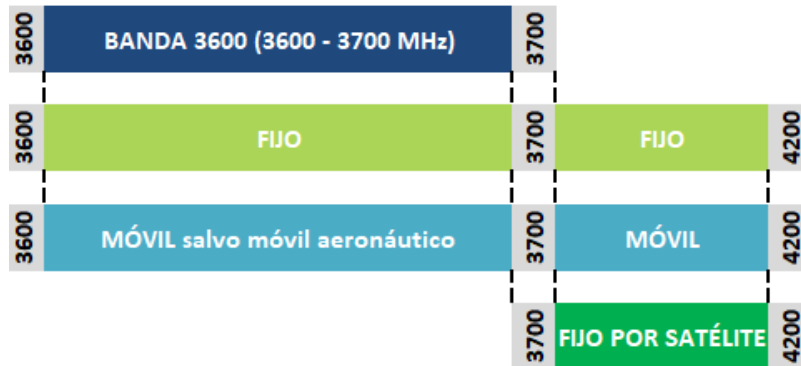 3600 BANDA 3600 (3600 - 3700 MHz) 3700
3600 FIJO 3700 FIJO 4200
3600 MÓVIL salvo móvil aeronáutico 3700 MÓVIL 4200
3700 FIJO POR SATÉLITE 4200